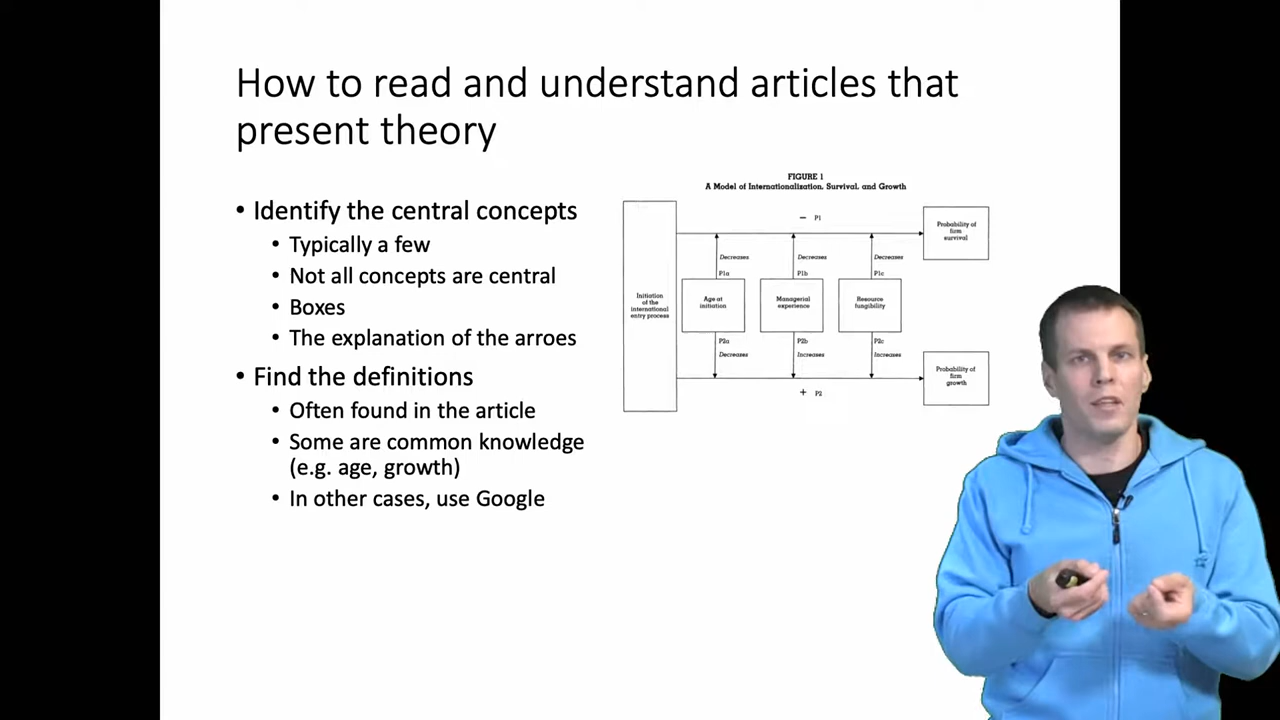 How to read and understand articles that
present theory
• Identify the central concepts
• Typically a few
• Not all concepts are central
• Boxes
• The explanation of the arroes
• Find the definitions
• Often found in the article
• Some are common knowledge
(e.g. age, growth)
• In other cases, use Google
FIGURE 1
A Model of Internationalization, Survival, and Growth
− P1
Probability of
firm
survival
Decreases
Decreases
Decreases
P1a
P1b
P1c
Initiation
of the
international
entry process
Age at
initiation
Managerial
experience
Resource
fungibility
P2a
P2b
P2c
Decreases
Increases
Increases
Probability of
firm
growth
+ P2